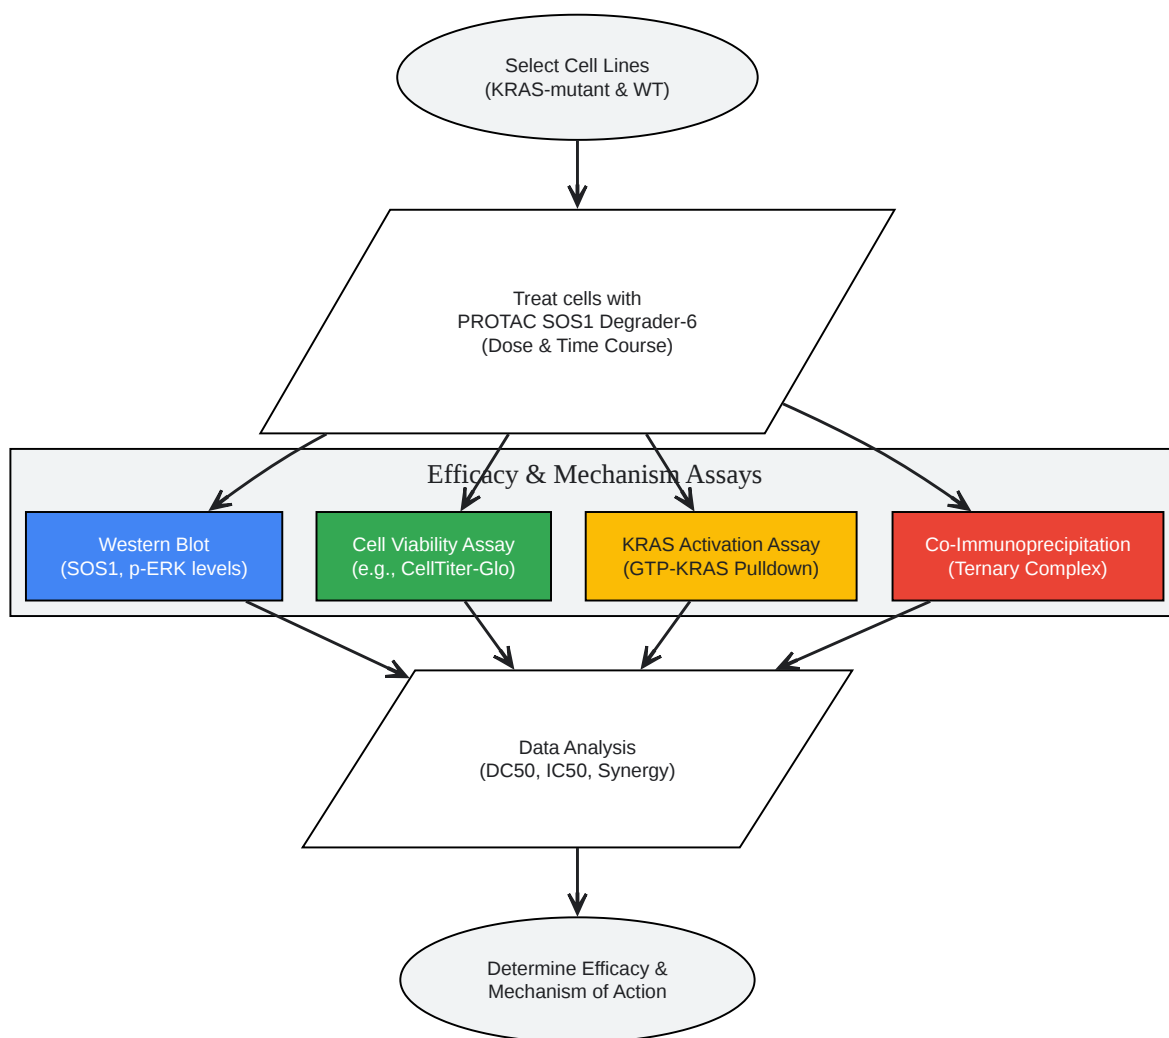 Select Cell Lines
(KRAS-mutant & WT)
Treat cells with
PROTAC SOS1 Degrader-6
(Dose & Time Course)
Efficacy & Mechanism Assays
Western Blot
(SOS1, p-ERK levels)
Cell Viability Assay
(e.g., CellTiter-Glo)
KRAS Activation Assay
(GTP-KRAS Pulldown)
Co-Immunoprecipitation
(Ternary Complex)
Data Analysis
(DC50, IC50, Synergy)
Determine Efficacy &
Mechanism of Action